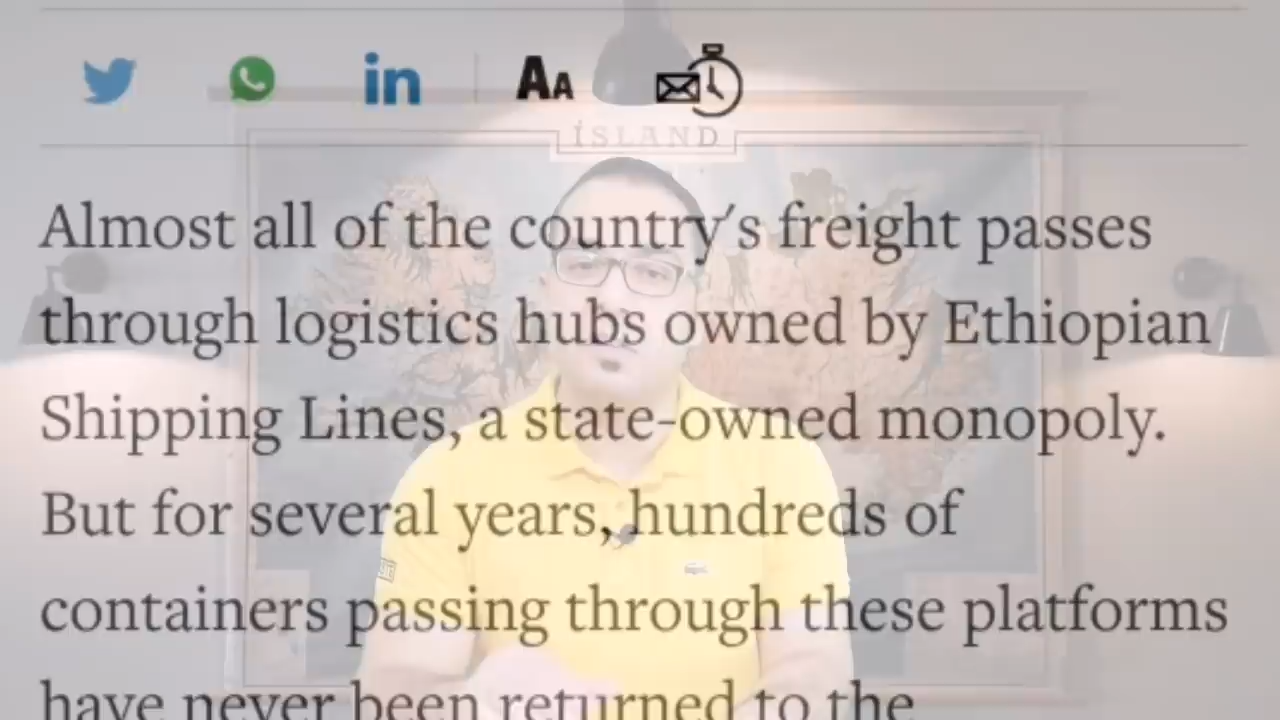 in
AA
ÍSLAND
Almost all of the country's freight passes
through logistics hubs owned by Ethiopian
Shipping Lines, a state-owned monopoly.
But for several years, hundreds of
containers passing through these platforms
have never been returned to the